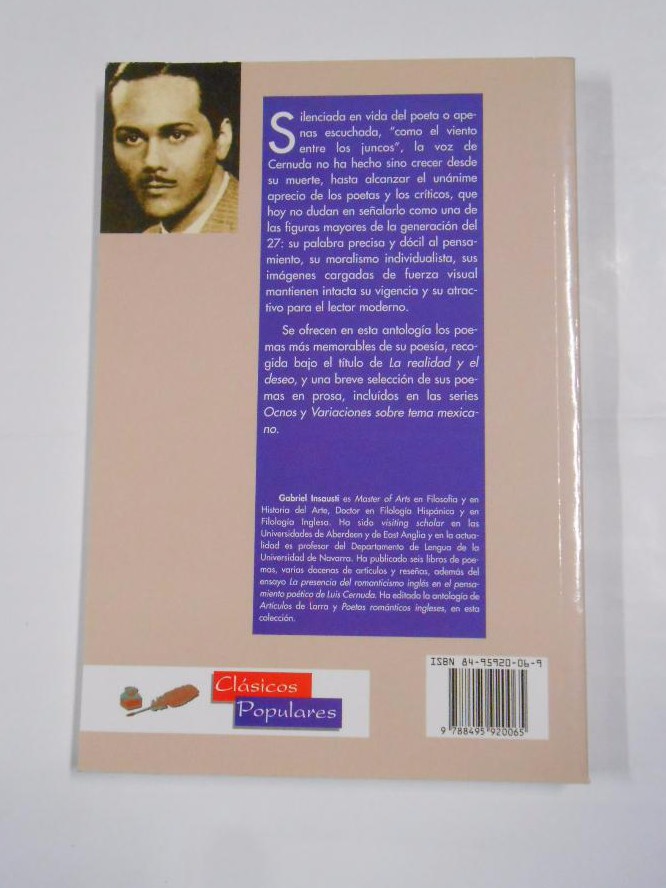 Silenciada en vida del poeta o ape-
nas escuchada, "como el viento
entre los juncos", la voz de
Cernuda no ha hecho sino crecer desde
su muerte, hasta alcanzar el unánime
aprecio de los poetas y los críticos, que
hoy no dudan en señalarlo como una de
las figuras mayores de la generación del
27: su palabra precisa y dócil al pensa-
miento, su moralismo individualista, sus
imágenes cargadas de fuerza visual
mantienen intacta su vigencia y su atrac-
tivo para el lector moderno.
Se ofrecen en esta antología los poe-
mas más memorables de su poesía, reco-
gida bajo el título de La realidad y el
deseo, y una breve selección de sus poe-
mas en prosa, incluídos en las series
Ocnos y Variaciones sobre tema mexica-
no.
Gabriel Insausti es Master of Arts en Filosofía y en
Historia del Arte, Doctor en Filología Hispánica y en
Filología Inglesa. Ha sido visiting scholar en las
Universidades de Aberdeen y de East Anglia y en la actua-
lidad es profesor del Departamento de Lengua de la
Universidad de Navarra. Ha publicado seis libros de poe-
mas, varias docenas de artículos y reseñas, además del
ensayo La presencia del romanticismo inglés en el pensa-
miento poético de Luis Cernuda. Ha editado la antología de
Artículos de Larra y Poetas románticos ingleses, en esta
colección.
Clásicos
Populares
ISBN 84-95920-06-9
9 788495 920065